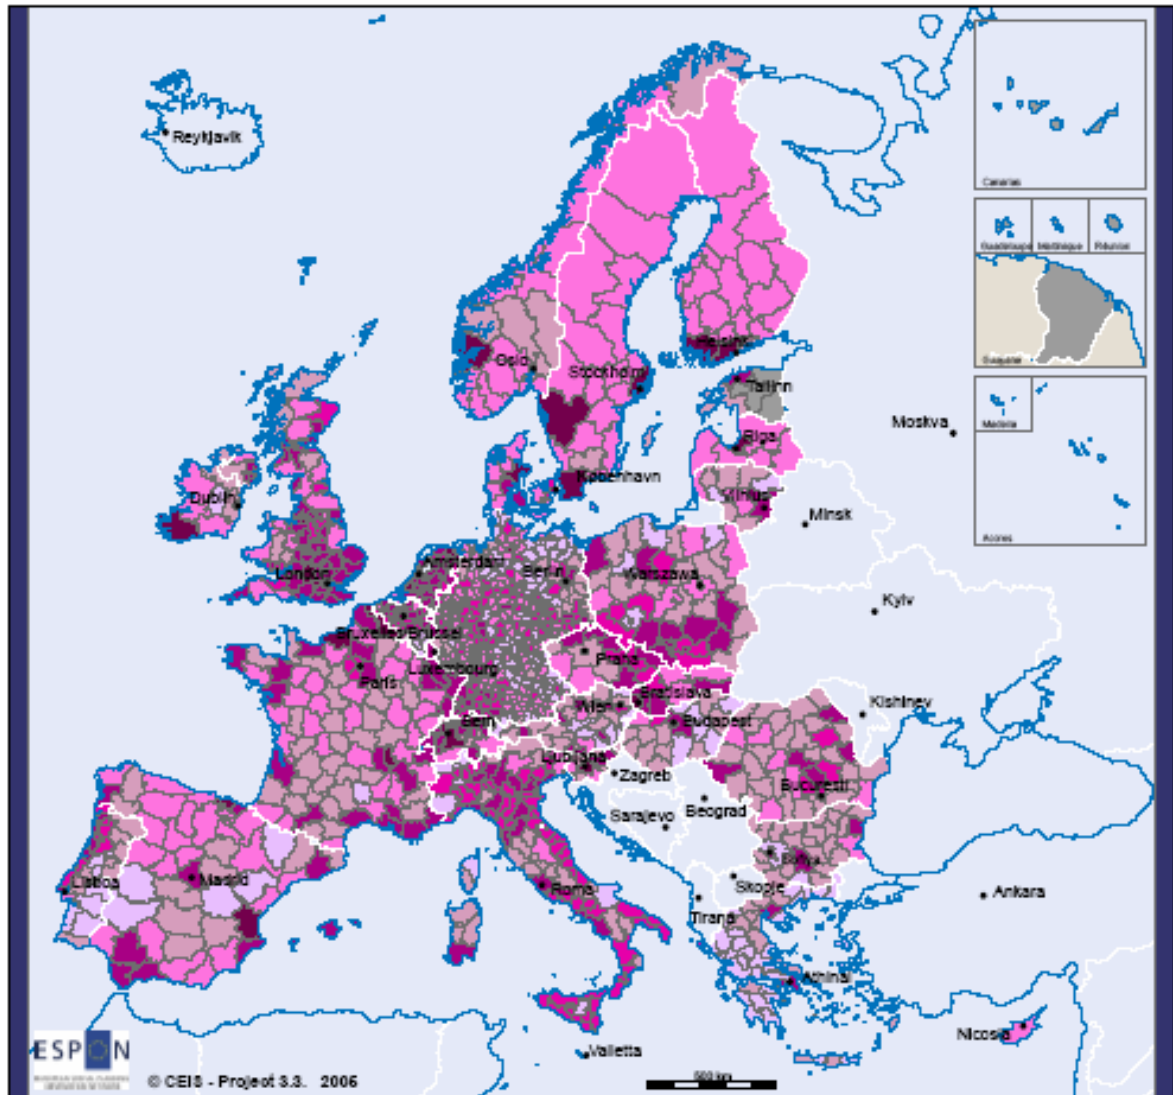 Reykjavik
Canarias
Guadeloupe
Martinique
Réunion
Guyane
Helsinki
Oslo
Stockholm
Tallinn
Madeira
Moskva
Riga
København
Dublin
Vilnius
Minsk
Acores
Amsterdam
Berlin
London
Warszawa
Kyiv
Bruxelles/Brussel
Praha
Luxembourg
Paris
Bratislava
Kishinev
Wien
Bern
Budapest
Ljubljana
Zagreb
Bucuresti
Sarajevo
Beograd
Sofiya
Lisboa
Madrid
Roma
Skopje
Ankara
Tirana
Athinai
Nicosia
Valletta
ESPON
© CEIS - Project 3.3. 2006
500 km